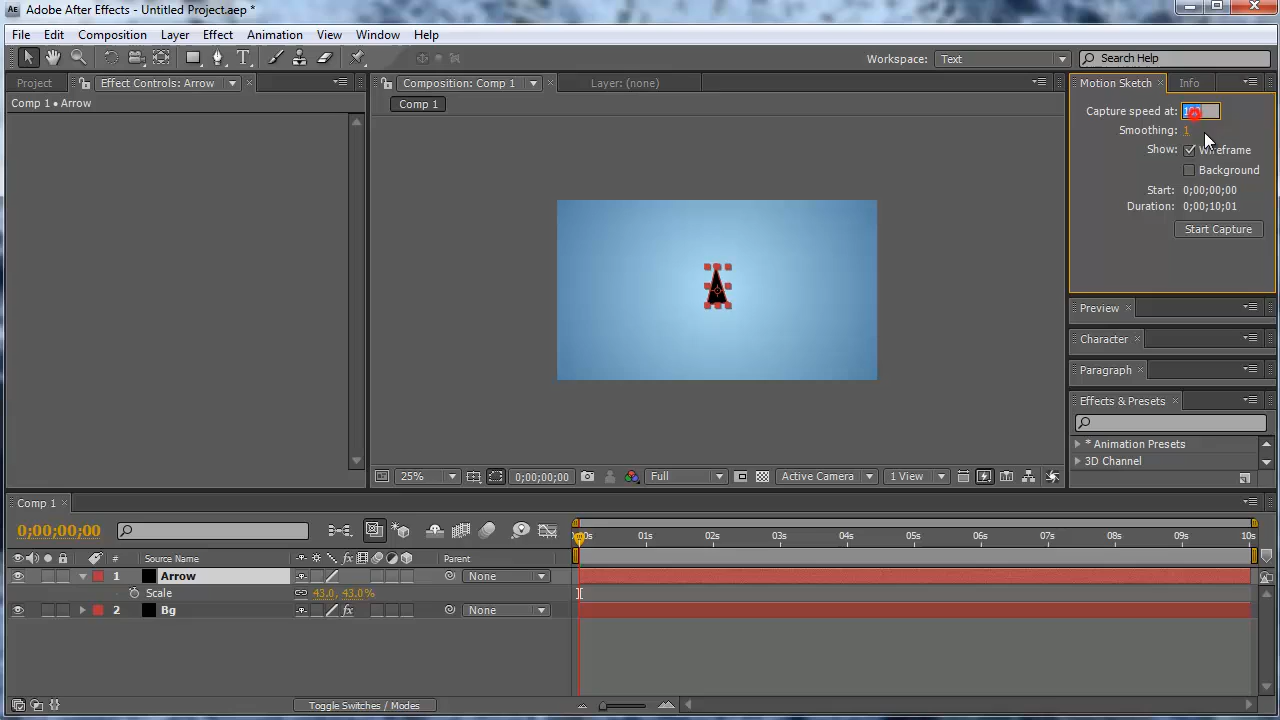 Adobe After Effects - Untitled Project.aep *
File Edit Composition Layer Effect Animation View Window Help
Workspace: Text Search Help
Project Effect Controls: Arrow Composition: Comp 1 Layer: (none) Motion Sketch Info
Comp 1 • Arrow
Comp 1
Capture speed at:
Smoothing: 1
Show: Wireframe
Background
Start: 0;00;00;00
Duration: 0;00;10;01
Start Capture
Preview
Character
Paragraph
Effects & Presets
* Animation Presets
3D Channel
25% 0;00;00;00 Full Active Camera 1 View
Comp 1
0;00;00;00
01s 02s 03s 04s 05s 06s 07s 08s 09s 10s
# Source Name fx Parent
1 Arrow None
Scale 43.0, 43.0%
2 Bg fx None
Toggle Switches / Modes